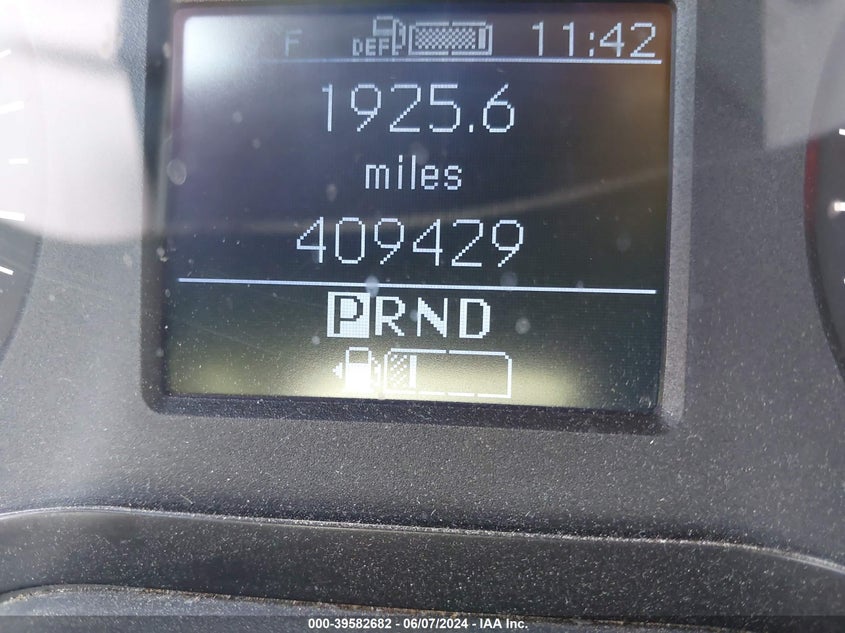 F DEF 11:42
1925.6
miles
409429
PRND
000-39582682 - 06/07/2024 - IAA Inc.